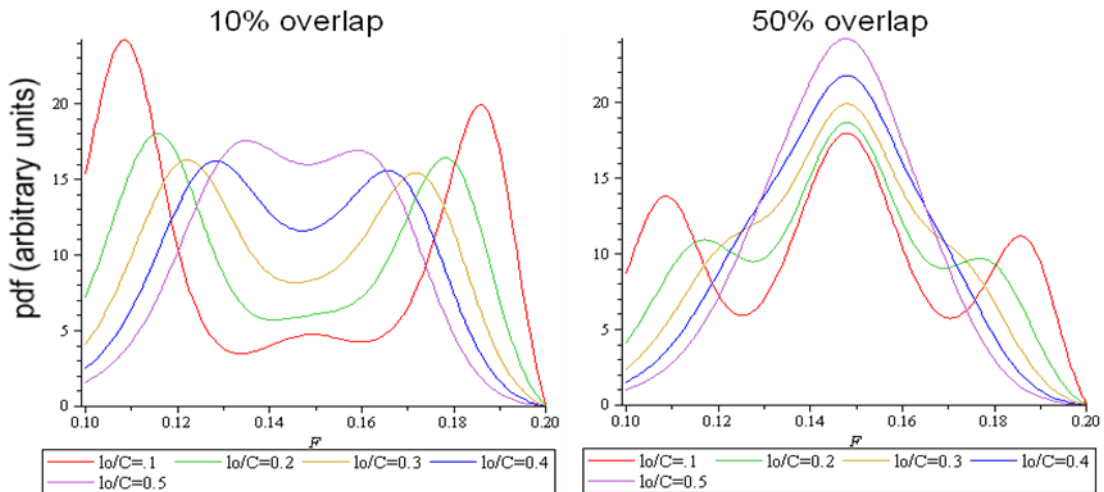 10% overlap
50% overlap
pdf (arbitrary units)
20
15
10
5
0
0.10 0.12 0.14 0.16 0.18 0.20
F
lo/C=.1 lo/C=0.2 lo/C=0.3 lo/C=0.4
lo/C=0.5
20
15
10
5
0
0.10 0.12 0.14 0.16 0.18 0.20
F
lo/C=.1 lo/C=0.2 lo/C=0.3 lo/C=0.4
lo/C=0.5